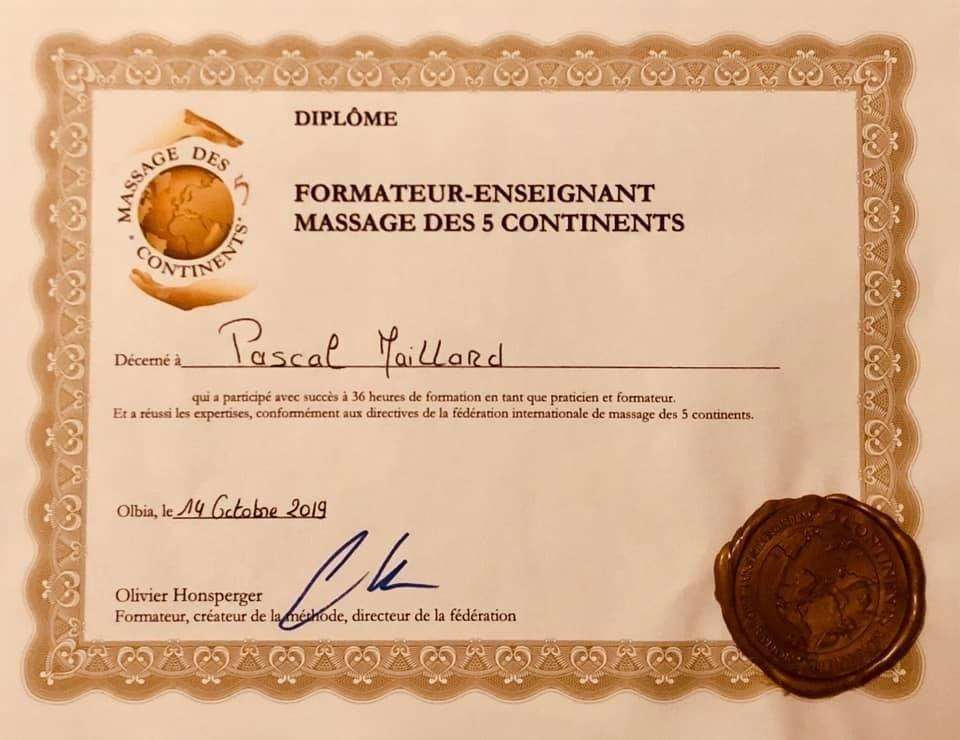 DIPLÔME
MASSAGE DES 5
CONTINENTS
FORMATEUR-ENSEIGNANT
MASSAGE DES 5 CONTINENTS
Décerné à Pascal Maillard
qui a participé avec succès à 36 heures de formation en tant que praticien et formateur.
Et a réussi les expertises, conformément aux directives de la fédération internationale de massage des 5 continents.
Olbia, le 14 Octobre 2019
Olivier Honsperger
Formateur, créateur de la méthode, directeur de la fédération